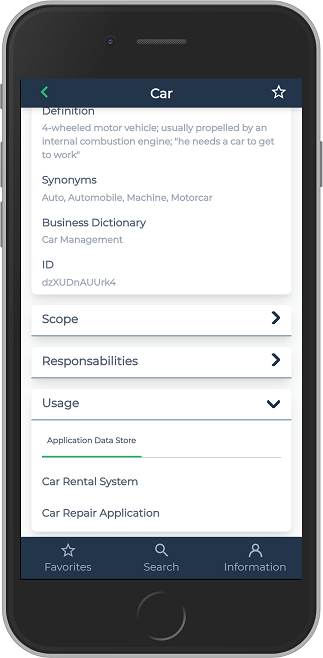 Car
Definition
4-wheeled motor vehicle; usually propelled by an
internal combustion engine; "he needs a car to get
to work"
Synonyms
Auto, Automobile, Machine, Motorcar
Business Dictionary
Car Management
ID
dzXUDnAUUrk4
Scope
Responsabilities
Usage
Application Data Store
Car Rental System
Car Repair Application
Favorites Search Information